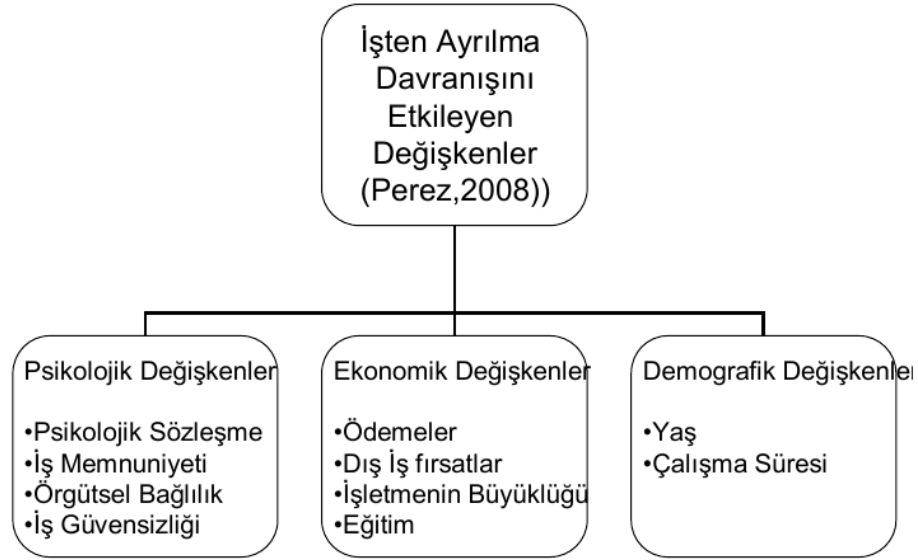 İşten Ayrılma
Davranışını
Etkileyen
Değişkenler
(Perez,2008))
Psikolojik Değişkenler
•Psikolojik Sözleşme
•İş Memnuniyeti
•Örgütsel Bağlılık
•İş Güvensizliği
Ekonomik Değişkenler
•Ödemeler
•Dış İş fırsatlar
•İşletmenin Büyüklüğü
•Eğitim
Demografik Değişkenler
•Yaş
•Çalışma Süresi